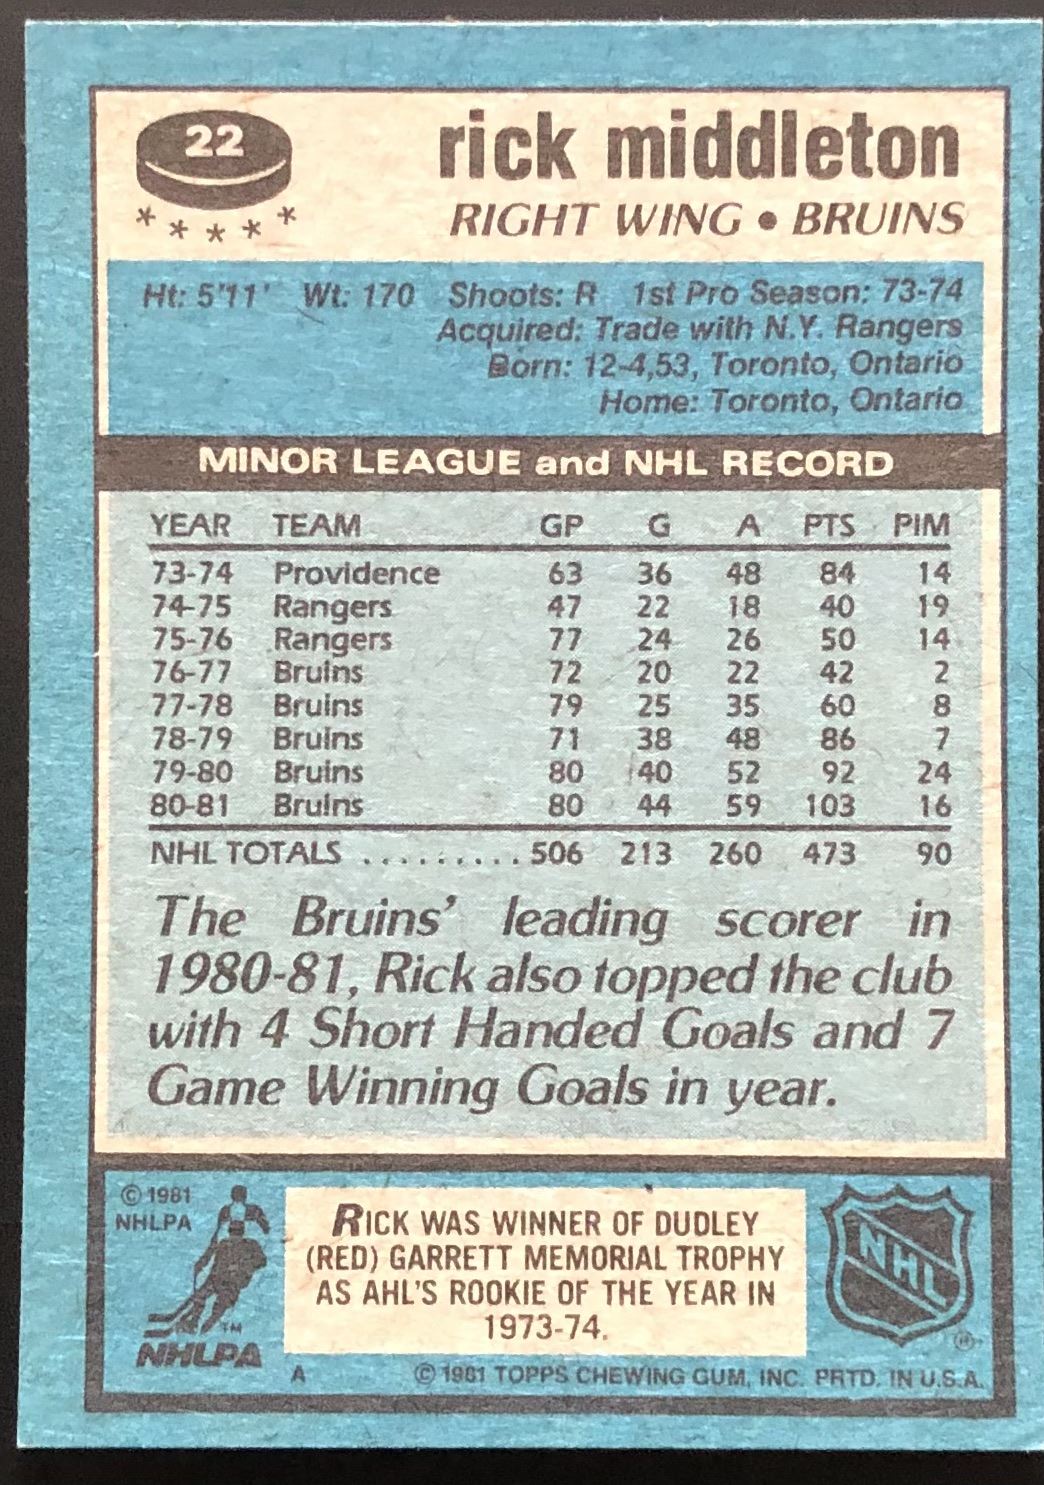 22
* * * * *
rick middleton
RIGHT WING • BRUINS
Ht: 5'11' Wt: 170 Shoots: R 1st Pro Season: 73-74
Acquired: Trade with N.Y. Rangers
Born: 12-4,53, Toronto, Ontario
Home: Toronto, Ontario
MINOR LEAGUE and NHL RECORD
YEAR TEAM GP G A PTS PIM
73-74 Providence 63 36 48 84 14
74-75 Rangers 47 22 18 40 19
75-76 Rangers 77 24 26 50 14
76-77 Bruins 72 20 22 42 2
77-78 Bruins 79 25 35 60 8
78-79 Bruins 71 38 48 86 7
79-80 Bruins 80 40 52 92 24
80-81 Bruins 80 44 59 103 16
NHL TOTALS .......... 506 213 260 473 90
The Bruins' leading scorer in
1980-81, Rick also topped the club
with 4 Short Handed Goals and 7
Game Winning Goals in year.
© 1981
NHLPA
TM
NHLPA
RICK WAS WINNER OF DUDLEY
(RED) GARRETT MEMORIAL TROPHY
AS AHL'S ROOKIE OF THE YEAR IN
1973-74.
NHL
®
A © 1981 TOPPS CHEWING GUM, INC. PRTD. IN U.S.A.